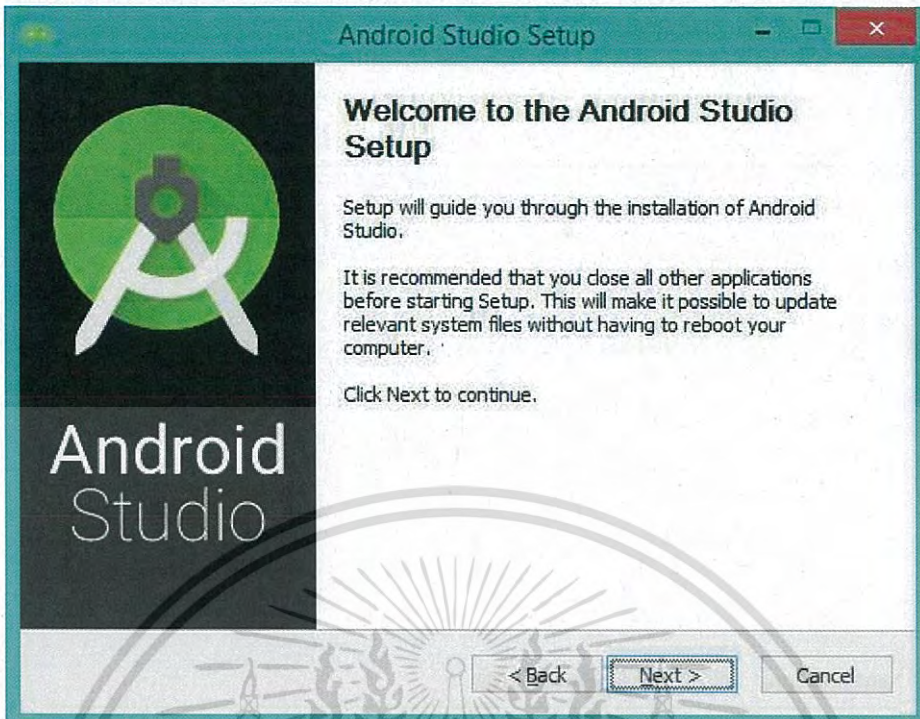 Android Studio Setup
Welcome to the Android Studio
Setup
Setup will guide you through the installation of Android
Studio.
It is recommended that you close all other applications
before starting Setup. This will make it possible to update
relevant system files without having to reboot your
computer.
Click Next to continue.
Android
Studio
< Back
Next >
Cancel